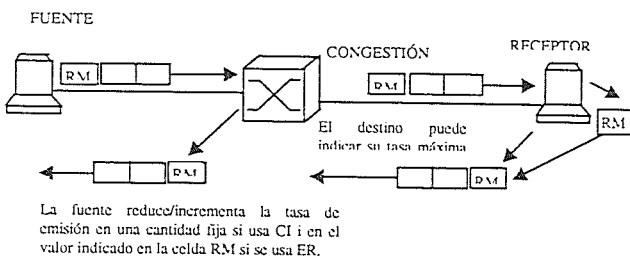 FUENTE
CONGESTIÓN
RECEPTOR
RM
RM
RM
El destino puede
indicar su tasa máxima
RM
RM
La fuente reduce/incrementa la tasa de
emisión en una cantidad fija si usa CI i en el
valor indicado en la celda RM si se usa ER.